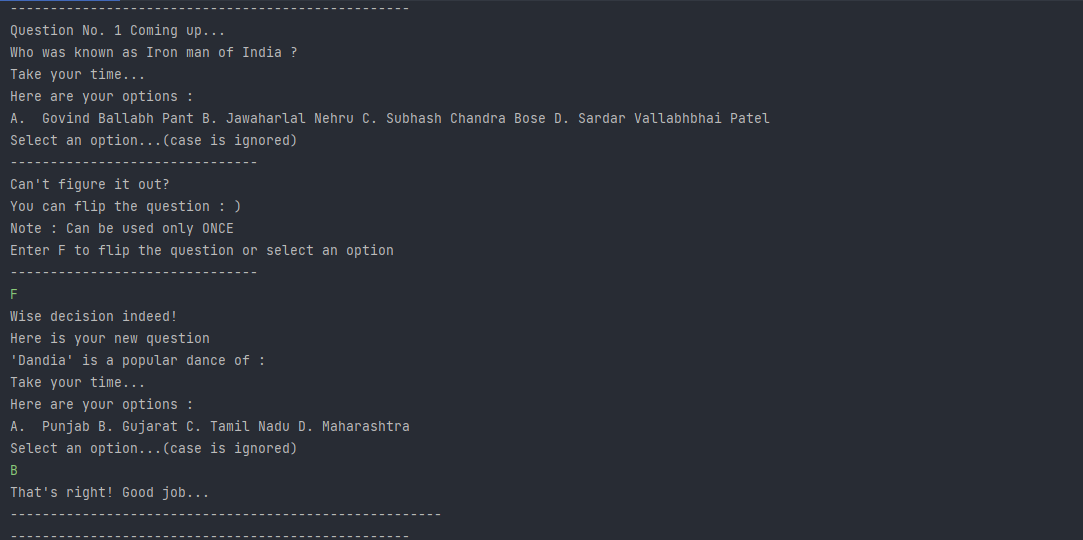 --------------------------------------------------
Question No. 1 Coming up...
Who was known as Iron man of India ?
Take your time...
Here are your options :
A.  Govind Ballabh Pant B. Jawaharlal Nehru C. Subhash Chandra Bose D. Sardar Vallabhbhai Patel
Select an option...(case is ignored)
-------------------------------
Can't figure it out?
You can flip the question : )
Note : Can be used only ONCE
Enter F to flip the question or select an option
-------------------------------
F
Wise decision indeed!
Here is your new question
'Dandia' is a popular dance of :
Take your time...
Here are your options :
A.  Punjab B. Gujarat C. Tamil Nadu D. Maharashtra
Select an option...(case is ignored)
B
That's right! Good job...
------------------------------------------------------
--------------------------------------------------